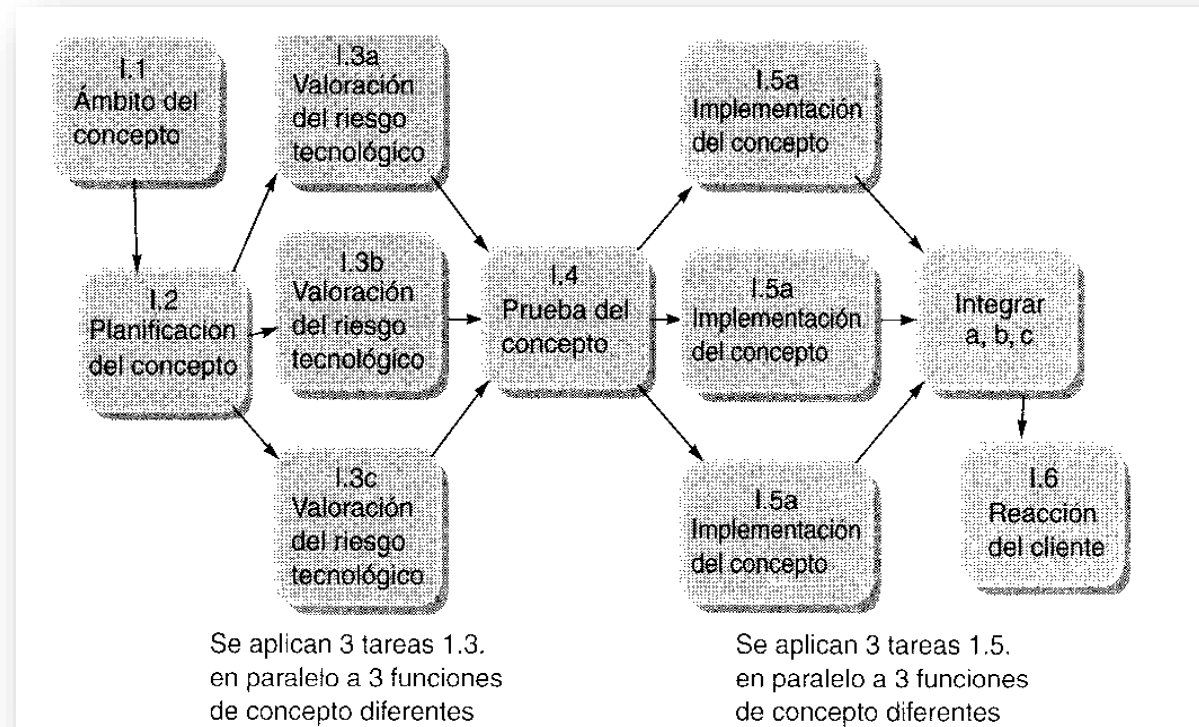 I.1
Ámbito del
concepto
I.2
Planificación
del concepto
I.3a
Valoración
del riesgo
tecnológico
I.3b
Valoración
del riesgo
tecnológico
I.3c
Valoración
del riesgo
tecnológico
I.4
Prueba del
concepto
I.5a
Implementación
del concepto
I.5a
Implementación
del concepto
I.5a
Implementación
del concepto
Integrar
a, b, c
I.6
Reacción
del cliente
Se aplican 3 tareas 1.3.
en paralelo a 3 funciones
de concepto diferentes
Se aplican 3 tareas 1.5.
en paralelo a 3 funciones
de concepto diferentes